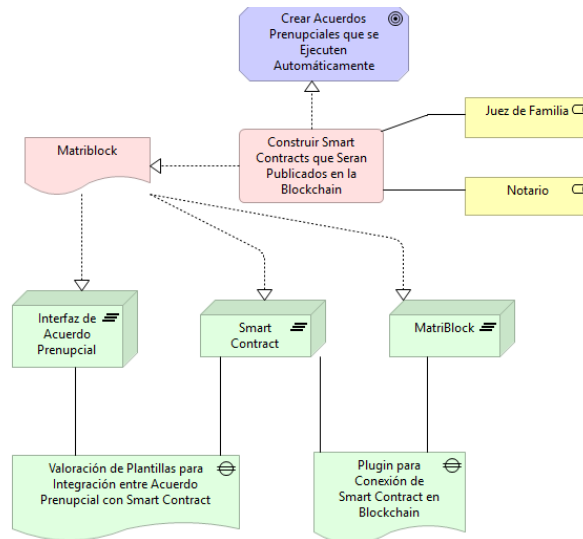 Crear Acuerdos
Prenupciales que se
Ejecuten
Automáticamente
Juez de Familia
Matriblock
Construir Smart
Contracts que Seran
Publicados en la
Blockchain
Notario
Interfaz de
Acuerdo
Prenupcial
Smart
Contract
MatriBlock
Valoración de Plantillas para
Integración entre Acuerdo
Prenupcial con Smart Contract
Plugin para
Conexión de
Smart Contract en
Blockchain